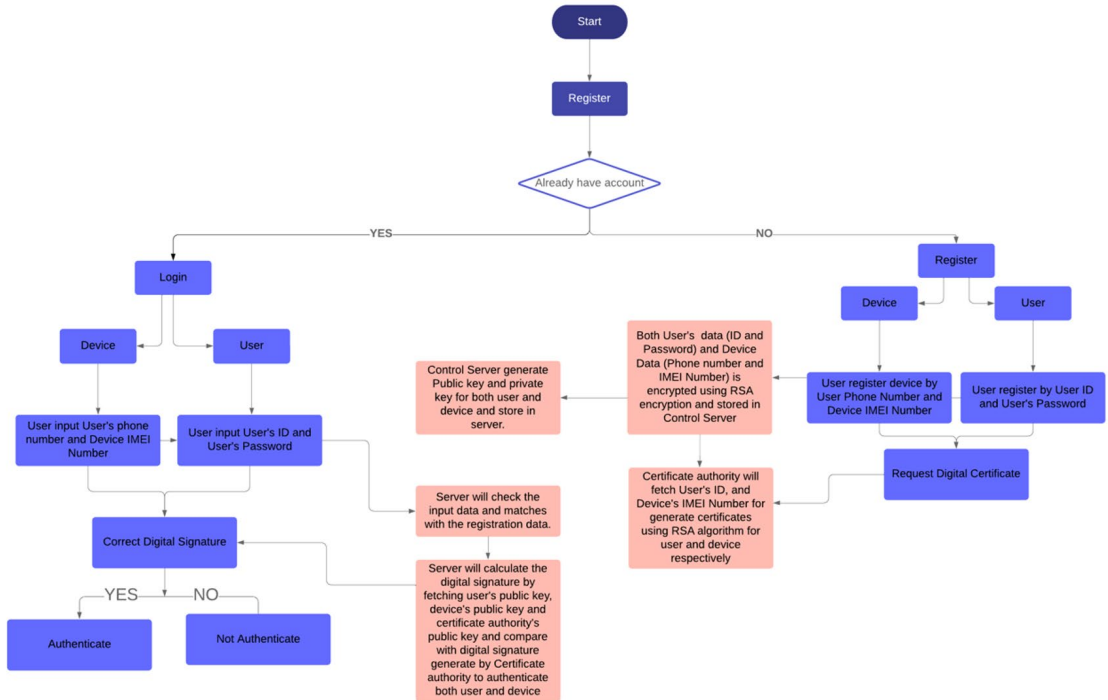 Start
Register
Already have account
YES
NO
Login
Register
Device
User
Device
User
Control Server generate
Public key and private
key for both user and
device and store in
server.
Both User's data (ID and
Password) and Device
Data (Phone number and
IMEI Number) is
encrypted using RSA
encryption and stored in
Control Server
User register device by
User Phone Number and
Device IMEI Number
User register by User ID
and User's Password
User input User's phone
number and Device IMEI
Number
User input User's ID and
User's Password
Request Digital Certificate
Certificate authority will
fetch User's ID, and
Device's IMEI Number for
generate certificates
using RSA algorithm for
user and device
respectively
Server will check the
input data and matches
with the registration data.
Correct Digital Signature
Server will calculate the
digital signature by
fetching user's public key,
device's public key and
certificate authority's
public key and compare
with digital signature
generate by Certificate
authority to authenticate
both user and device
YES
NO
Authenticate
Not Authenticate